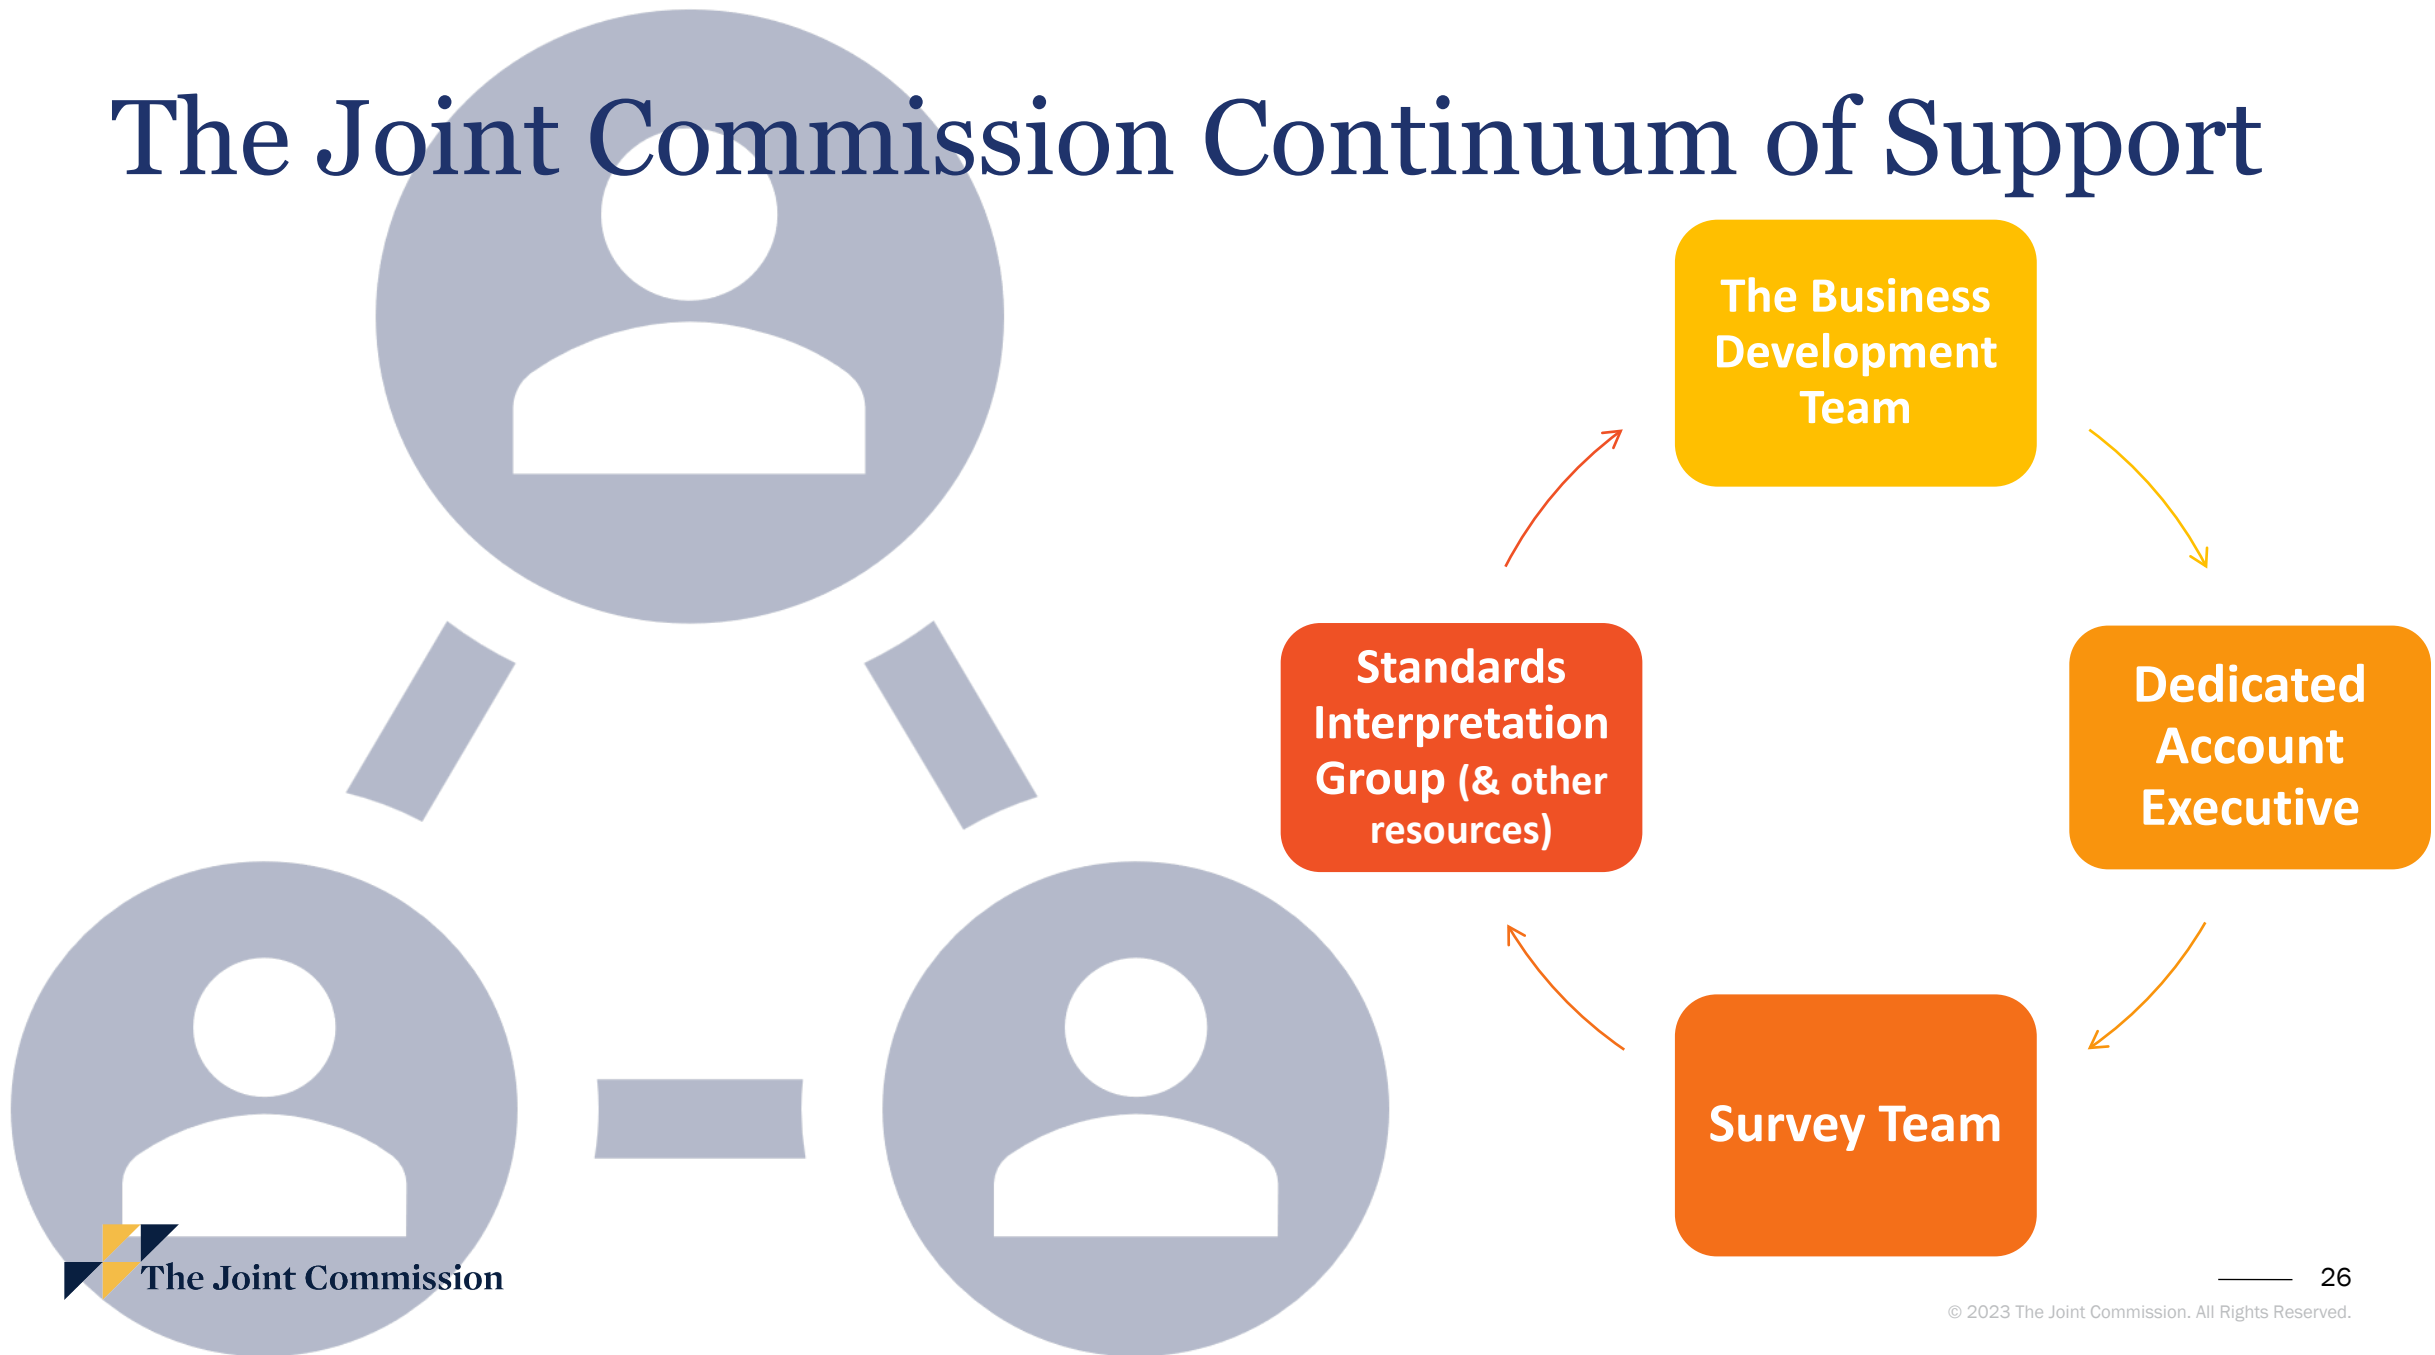 The Joint Commission Continuum of Support
The Business
Development
Team
Dedicated
Account
Executive
Survey Team
Standards
Interpretation
Group (& other
resources)
The Joint Commission
26
© 2023 The Joint Commission. All Rights Reserved.